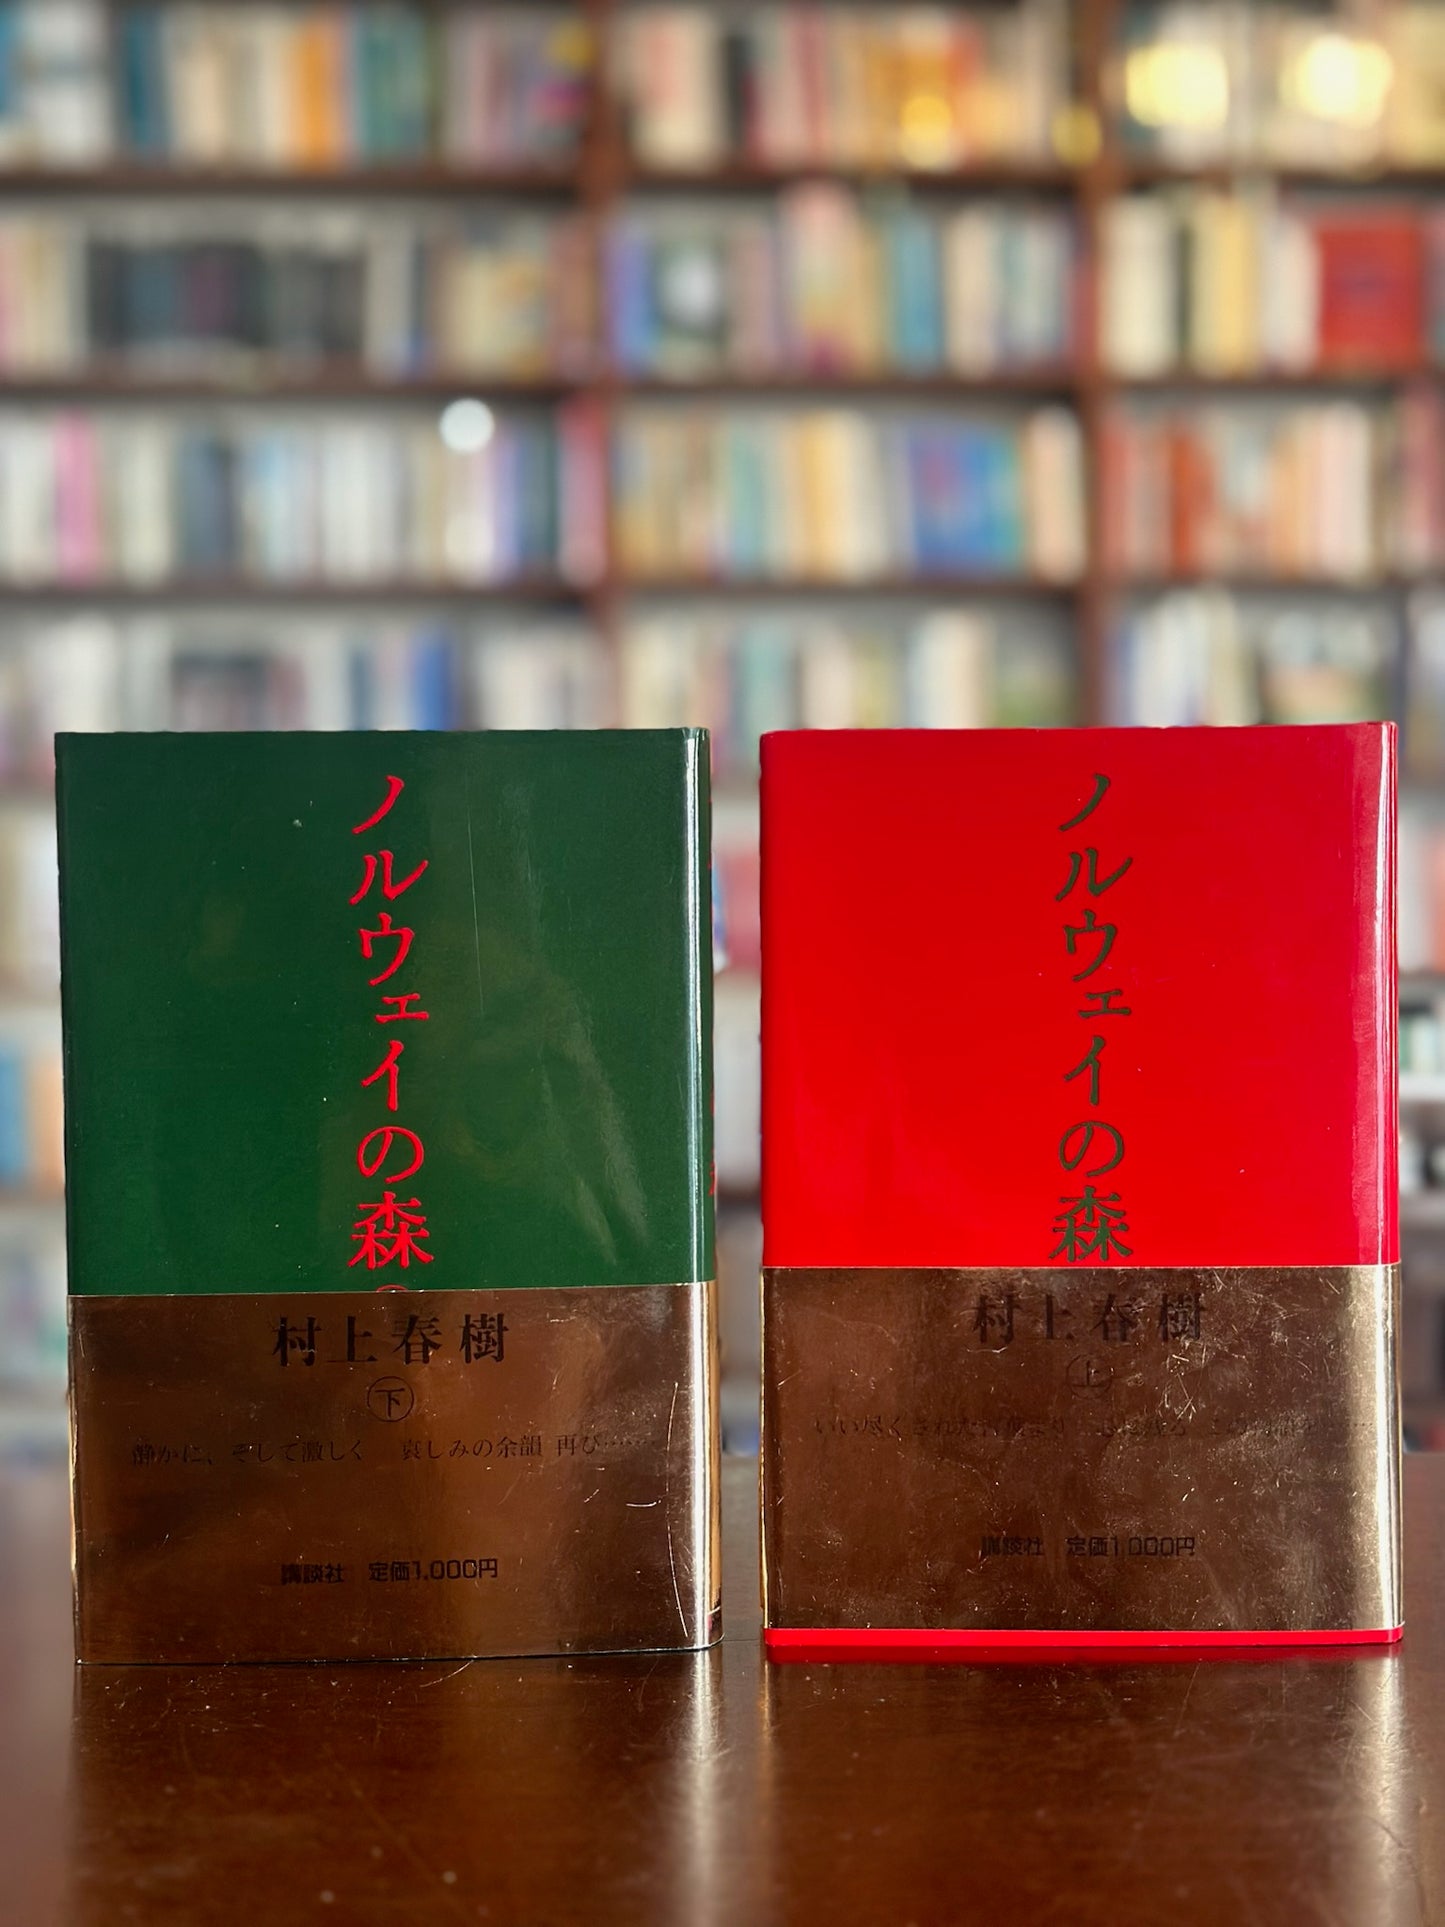 ノルウェイの森
村上春樹
下
静かに、そして激しく 哀しみの余韻 再び……
講談社 定価1,000円
ノルウェイの森
村上春樹
上
講談社 定価1,000円